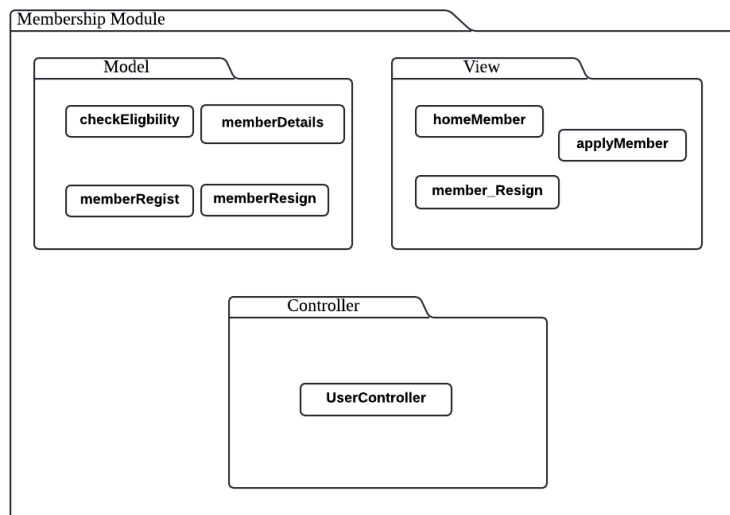 Membership Module
Model
View
checkEligbility
memberDetails
homeMember
applyMember
memberRegist
memberResign
member_Resign
Controller
UserController